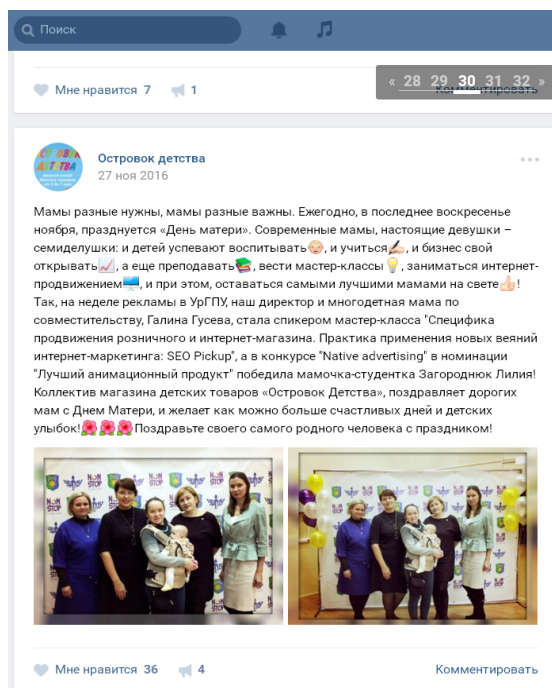 Поиск
Мне нравится 7 1
« 28 29 30 31 32 »
Комментировать
Островок детства
27 ноя 2016
Мамы разные нужны, мамы разные важны. Ежегодно, в последнее воскресенье
ноября, празднуется «День матери». Современные мамы, настоящие девушки –
семиделушки: и детей успевают воспитывать👶, и учиться✍, и бизнес свой
открывать📈, а еще преподавать📚, вести мастер-классы💡, заниматься интернет-
продвижением🖥, и при этом, оставаться самыми лучшими мамами на свете👍!
Так, на неделе рекламы в УрГПУ, наш директор и многодетная мама по
совместительству, Галина Гусева, стала спикером мастер-класса "Специфика
продвижения розничного и интернет-магазина. Практика применения новых веяний
интернет-маркетинга: SEO Pickup", а в конкурсе "Native advertising" в номинации
"Лучший анимационный продукт" победила мамочка-студентка Загороднюк Лилия!
Коллектив магазина детских товаров «Островок Детства», поздравляет дорогих
мам с Днем Матери, и желает как можно больше счастливых дней и детских
улыбок!🌺🌺🌺Поздравьте своего самого родного человека с праздником!
NON STOP
Мне нравится 36 4
Комментировать